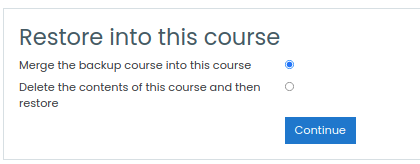 Restore into this course
Merge the backup course into this course
Delete the contents of this course and then
restore
Continue